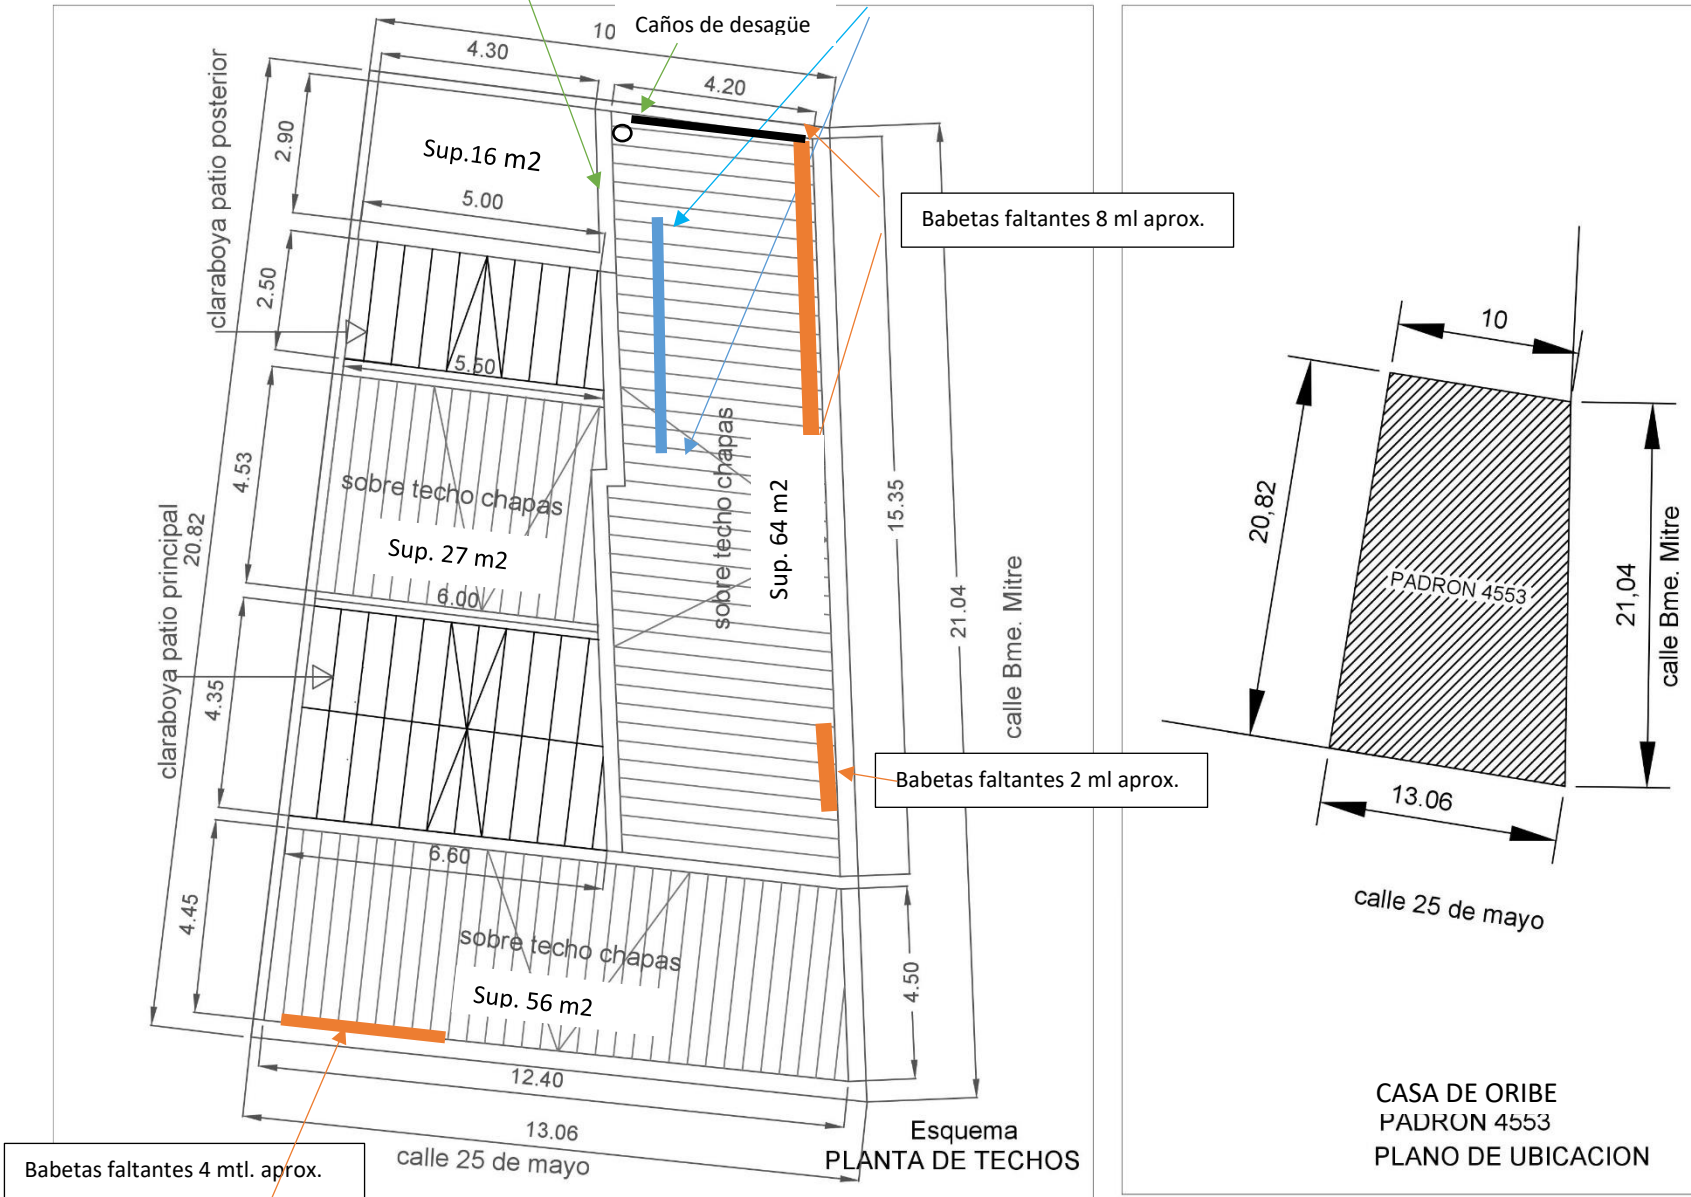 Caños de desagüe
10
4.30
4.20
claraboya patio posterior
2.90
Sup.16 m2
5.00
Babetas faltantes 8 ml aprox.
2.50
5.50
4.53
sobre techo chapas
Sup. 27 m2
sobre techo chapas
Sup. 64 m2
15.35
21.04
calle Bme. Mitre
claraboya patio principal
20.82
6.00
4.35
Babetas faltantes 2 ml aprox.
6.60
4.45
sobre techo chapas
Sup. 56 m2
4.50
12.40
13.06
calle 25 de mayo
Babetas faltantes 4 mtl. aprox.
Esquema
PLANTA DE TECHOS
10
20,82
PADRON 4553
21,04
calle Bme. Mitre
13.06
calle 25 de mayo
CASA DE ORIBE
PADRON 4553
PLANO DE UBICACION